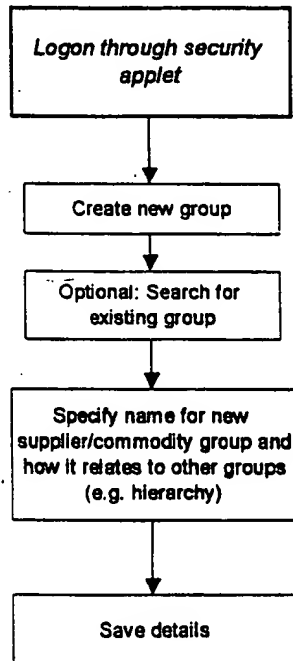 Logon through security
applet
Create new group
Optional: Search for
existing group
Specify name for new
supplier/commodity group and
how it relates to other groups
(e.g. hierarchy)
Save details